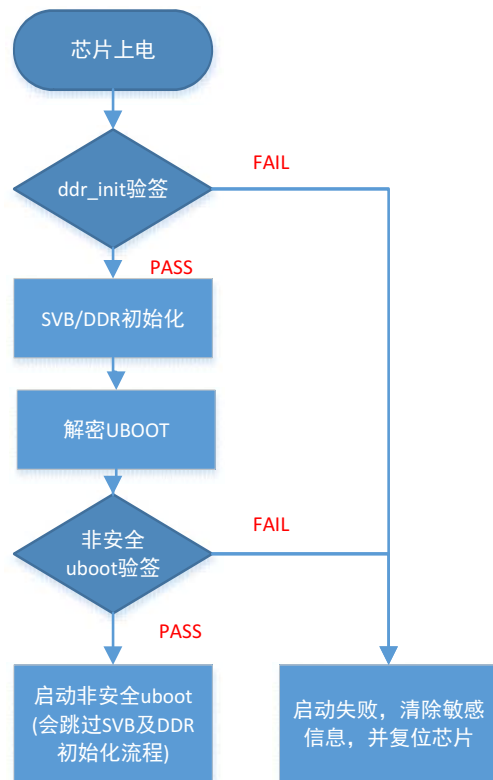 芯片上电
ddr_init验签
FAIL
PASS
SVB/DDR初始化
解密UBOOT
非安全
uboot验签
FAIL
PASS
启动非安全uboot
(会跳过SVB及DDR
初始化流程)
启动失败，清除敏感
信息，并复位芯片